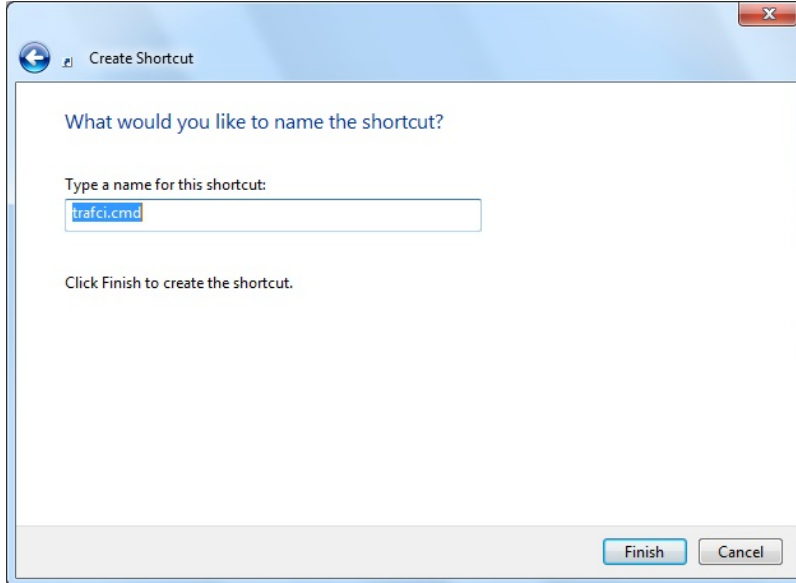 Create Shortcut
What would you like to name the shortcut?
Type a name for this shortcut:
trafci.cmd
Click Finish to create the shortcut.
Finish Cancel